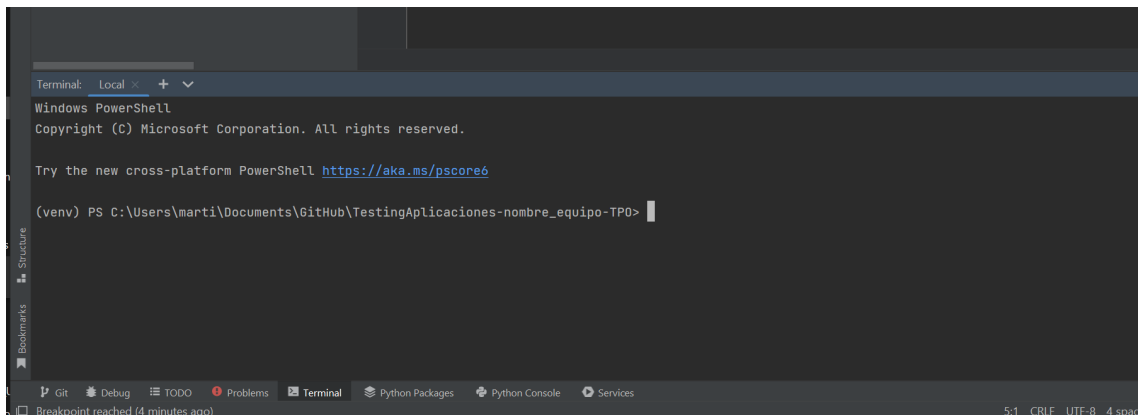 Terminal: Local × + 
Windows PowerShell
Copyright (C) Microsoft Corporation. All rights reserved.
Try the new cross-platform PowerShell https://aka.ms/pscore6
(venv) PS C:\Users\marti\Documents\GitHub\TestingAplicaciones-nombre_equipo-TPO>
Structure
Bookmarks
Git Debug TODO Problems Terminal Python Packages Python Console Services
Breakpoint reached (4 minutes ago) 5:1 CRLF UTF-8 4 spac